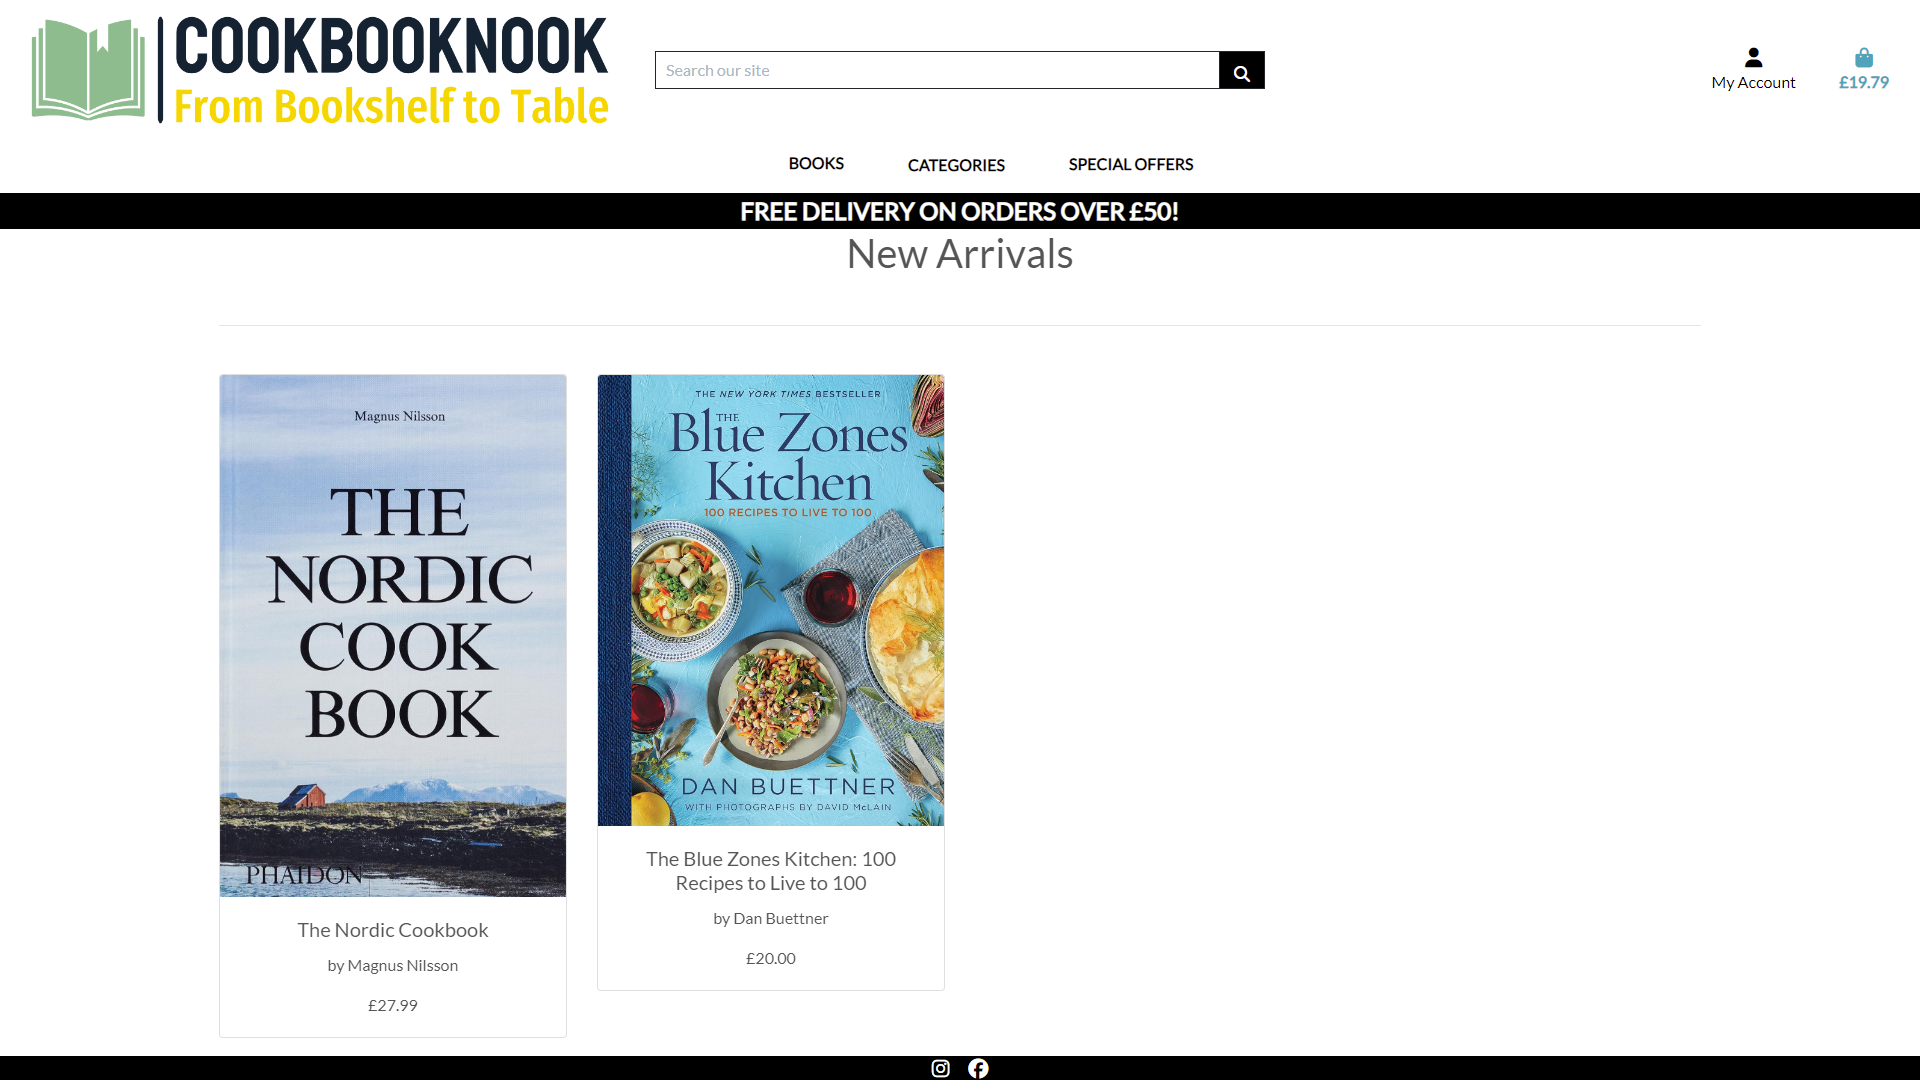 COOKBOOKNOOK
From Bookshelf to Table
Search our site
My Account
£19.79
BOOKS
CATEGORIES
SPECIAL OFFERS
FREE DELIVERY ON ORDERS OVER £50!
New Arrivals
Magnus Nilsson
THE
NORDIC
COOK
BOOK
PHAIDON
The Nordic Cookbook
by Magnus Nilsson
£27.99
THE NEW YORK TIMES BESTSELLER
THE
Blue Zones
Kitchen
100 RECIPES TO LIVE TO 100
DAN BUETTNER
WITH PHOTOGRAPHS BY DAVID McLAIN
The Blue Zones Kitchen: 100
Recipes to Live to 100
by Dan Buettner
£20.00